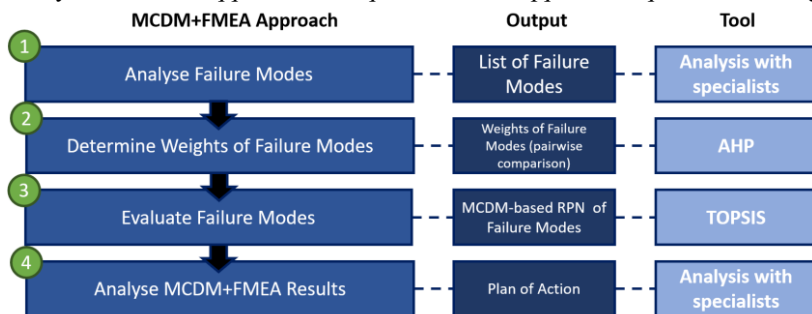 MCDM+FMEA Approach
Output
Tool
1
Analyse Failure Modes
List of Failure
Modes
Analysis with
specialists
2
Determine Weights of Failure Modes
Weights of Failure
Modes (pairwise
comparison)
AHP
3
Evaluate Failure Modes
MCDM-based RPN of
Failure Modes
TOPSIS
4
Analyse MCDM+FMEA Results
Plan of Action
Analysis with
specialists